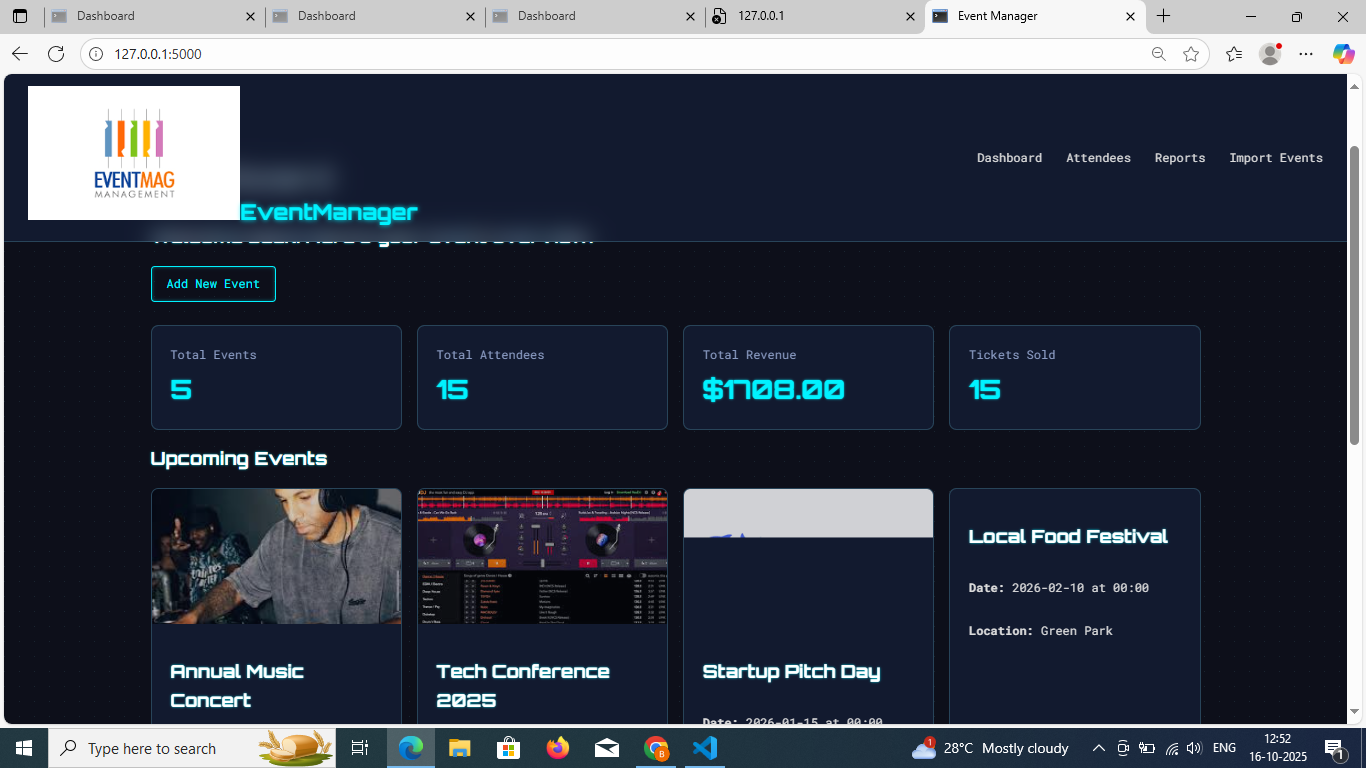 Dashboard
Dashboard
Dashboard
127.0.0.1
Event Manager
127.0.0.1:5000
EVENTMAG
MANAGEMENT
EventManager
Dashboard
Attendees
Reports
Import Events
Add New Event
Total Events
5
Total Attendees
15
Total Revenue
$1708.00
Tickets Sold
15
Upcoming Events
Annual Music
Concert
Tech Conference
2025
Startup Pitch Day
Date: 2026-01-15 at 00:00
Local Food Festival
Date: 2026-02-10 at 00:00
Location: Green Park
Type here to search
1
28°C Mostly cloudy
ENG
12:52
16-10-2025
1